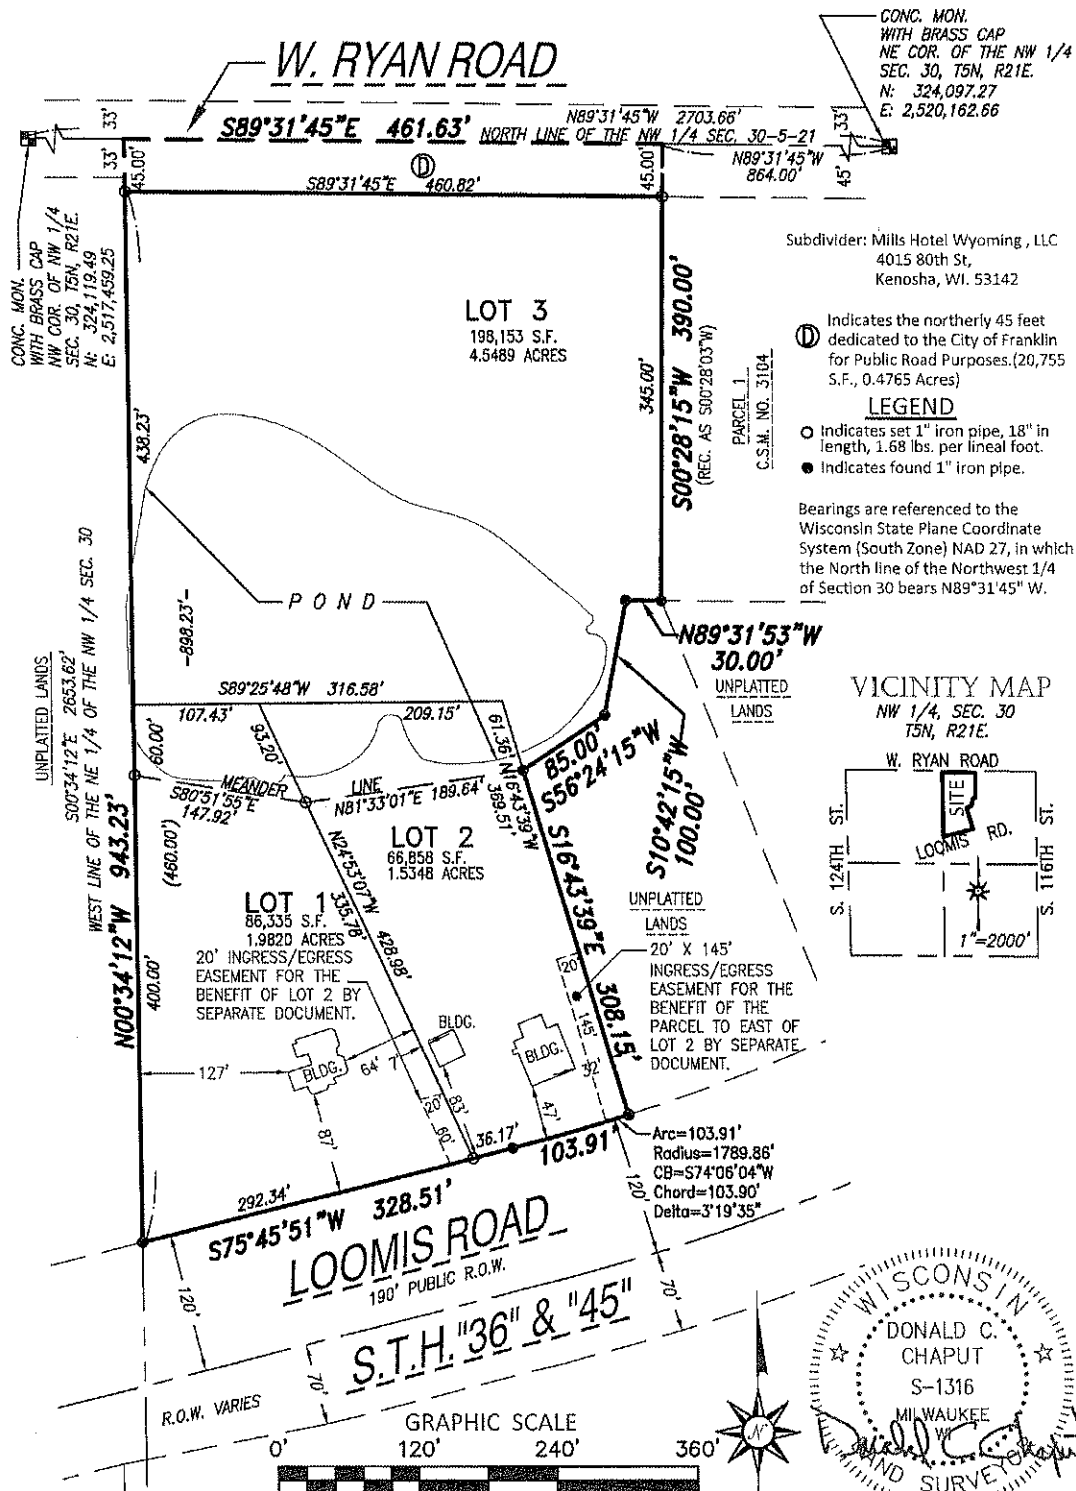 CONC. MON.
WITH BRASS CAP
NE COR. OF THE NW 1/4
SEC. 30, T5N, R21E.
N: 324,097.27
E: 2,520,162.66
W. RYAN ROAD
33'
33'
S89°31'45"E 461.63'
N89°31'45"W 2703.66'
NORTH LINE OF THE NW 1/4 SEC. 30-5-21
33'
45'
N89°31'45"W
864.00'
45.00'
D
S89°31'45"E 460.82'
45.00'
CONC. MON.
WITH BRASS CAP
NW COR. OF NW 1/4
SEC. 30, T5N, R21E.
N: 324,119.49
E: 2,517,459.25
Subdivider: Mills Hotel Wyoming , LLC
4015 80th St,
Kenosha, WI. 53142
LOT 3
198,153 S.F.
4.5489 ACRES
D
Indicates the northerly 45 feet
dedicated to the City of Franklin
for Public Road Purposes.(20,755
S.F., 0.4765 Acres)
LEGEND
Indicates set 1" iron pipe, 18" in
length, 1.68 lbs. per lineal foot.
Indicates found 1" iron pipe.
Bearings are referenced to the
Wisconsin State Plane Coordinate
System (South Zone) NAD 27, in which
the North line of the Northwest 1/4
of Section 30 bears N89°31'45" W.
345.00'
S00°28'15"W 390.00'
(REC. AS S00°28'03"W)
PARCEL 1
C.S.M. NO. 3104
438.23'
-898.23'-
POND
N89°31'53"W
30.00'
UNPLATTED
LANDS
UNPLATTED LANDS
S00°34'12"E 2653.62'
WEST LINE OF THE NE 1/4 OF THE NW 1/4 SEC. 30
N00°34'12"W 943.23'
S89°25'48"W 316.58'
107.43'
209.15'
93.20'
61.36'
60.00'
(460.00')
MEANDER LINE
S80°51'55"E
147.92'
N81°33'01"E 189.64'
N16°43'39"W
369.51'
85.00'
S56°24'15"W
S10°42'15"W
100.00'
VICINITY MAP
NW 1/4, SEC. 30
T5N, R21E.
W. RYAN ROAD
SITE
LOOMIS RD.
S. 124TH ST.
S. 116TH ST.
1"=2000'
LOT 2
66,858 S.F.
1.5348 ACRES
N24°53'07"W
335.78'
428.98'
S16°43'39"E 308.15'
LOT 1
86,335 S.F.
1.9820 ACRES
20' INGRESS/EGRESS
EASEMENT FOR THE
BENEFIT OF LOT 2 BY
SEPARATE DOCUMENT.
400.00'
UNPLATTED
LANDS
20' X 145'
INGRESS/EGRESS
EASEMENT FOR THE
BENEFIT OF THE
PARCEL TO EAST OF
LOT 2 BY SEPARATE
DOCUMENT.
20'
145'
BLDG.
BLDG.
BLDG.
127'
64'
7'
32'
87'
20'
83'
60'
47'
36.17'
103.91'
Arc=103.91'
Radius=1789.86'
CB=S74°06'04"W
Chord=103.90'
Delta=3°19'35"
292.34'
S75°45'51"W 328.51'
LOOMIS ROAD
190' PUBLIC R.O.W.
120'
120'
70'
70'
S.T.H. "36" & "45"
R.O.W. VARIES
GRAPHIC SCALE
0' 120' 240' 360'
N
WISCONSIN
DONALD C.
CHAPUT
S-1316
MILWAUKEE
WI
LAND SURVEYOR
Donald C. Chaput